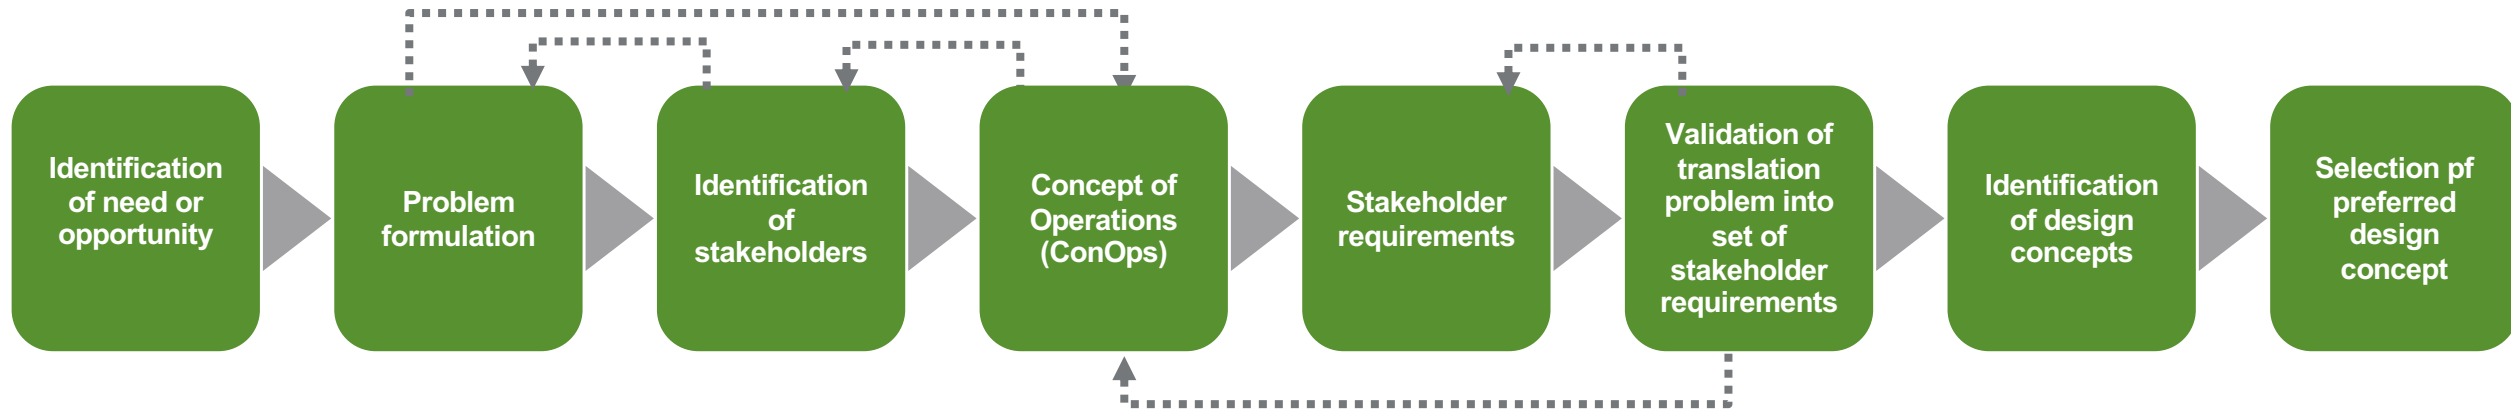 Identification
of need or
opportunity
Problem
formulation
Identification
of
stakeholders
Concept of
Operations
(ConOps)
Stakeholder
requirements
Validation of
translation
problem into
set of
stakeholder
requirements
Identification
of design
concepts
Selection pf
preferred
design
concept